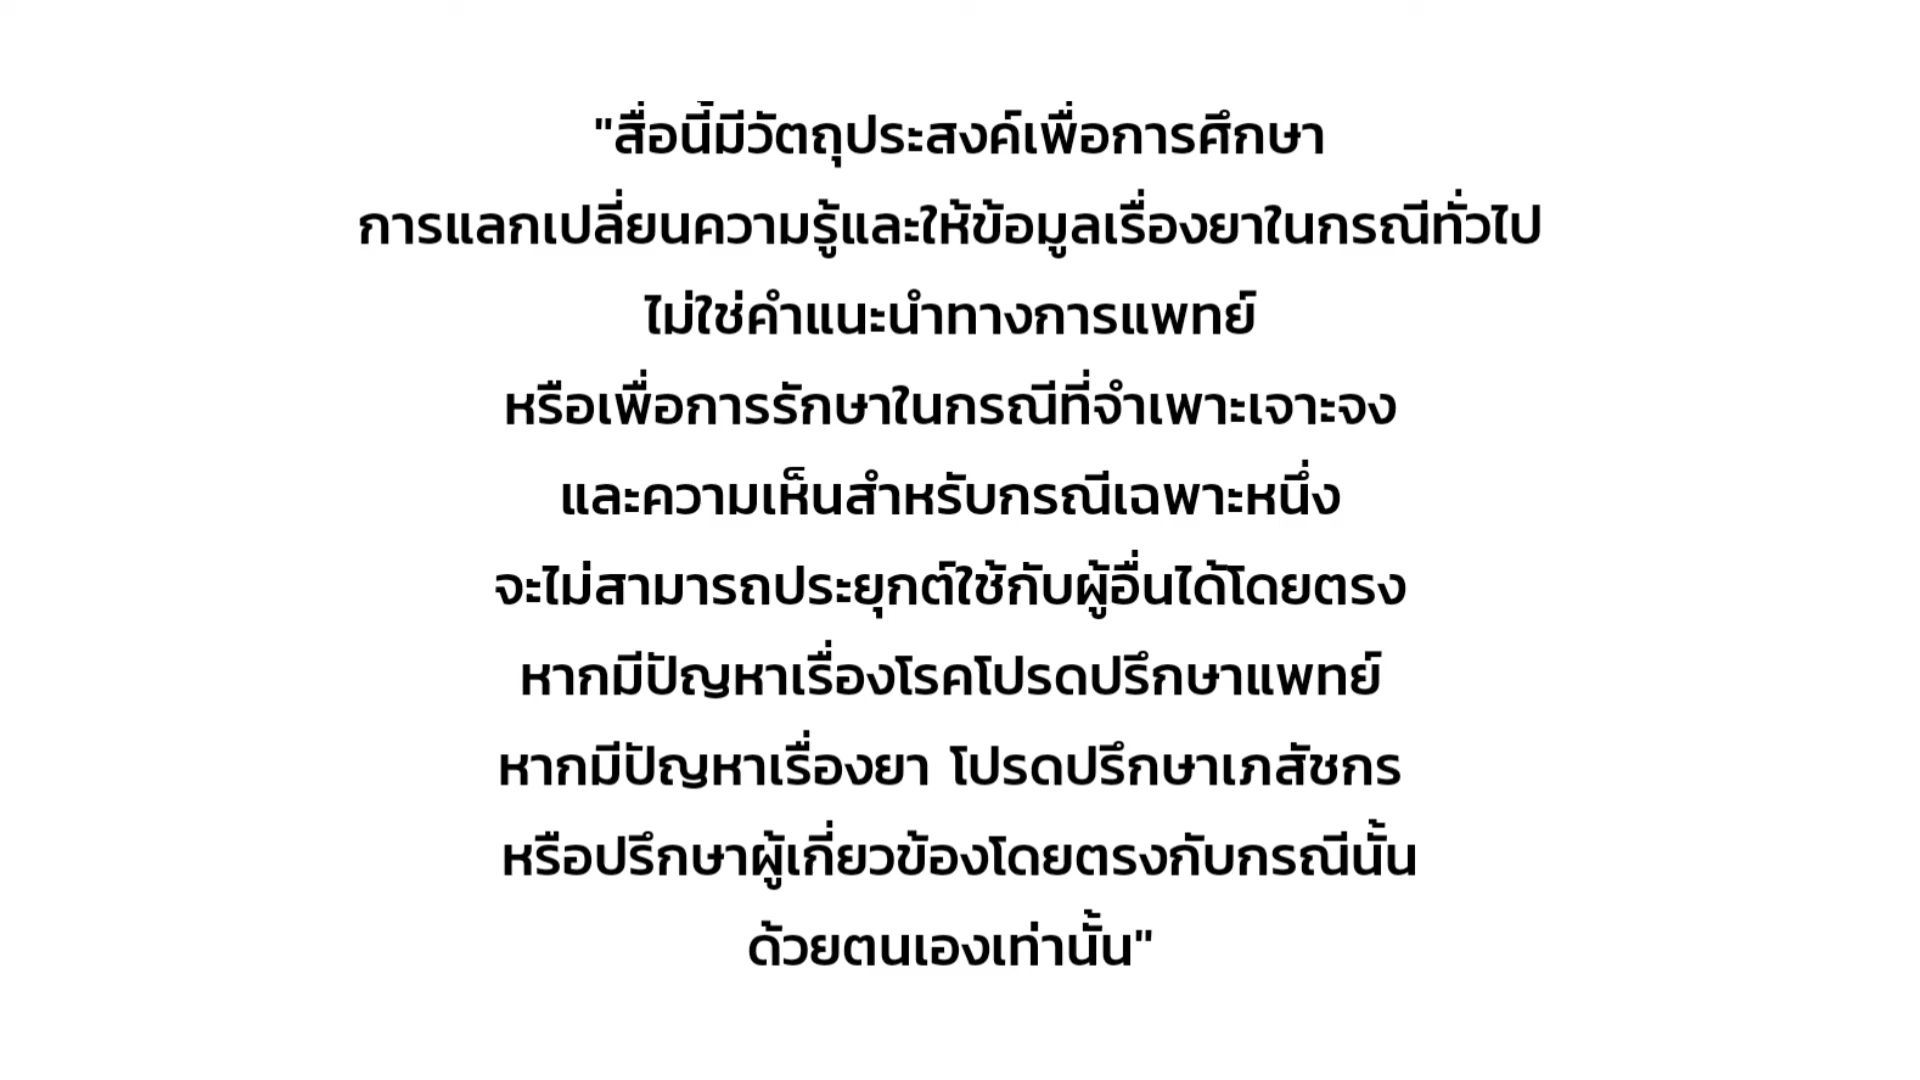 "สื่อนี้มีวัตถุประสงค์เพื่อการศึกษา
การแลกเปลี่ยนความรู้และให้ข้อมูลเรื่องยาในกรณีทั่วไป
ไม่ใช่คำแนะนำทางการแพทย์
หรือเพื่อการรักษาในกรณีที่จำเพาะเจาะจง
และความเห็นสำหรับกรณีเฉพาะหนึ่ง
จะไม่สามารถประยุกต์ใช้กับผู้อื่นได้โดยตรง
หากมีปัญหาเรื่องโรคโปรดปรึกษาแพทย์
หากมีปัญหาเรื่องยา โปรดปรึกษาเภสัชกร
หรือปรึกษาผู้เกี่ยวข้องโดยตรงกับกรณีนั้น
ด้วยตนเองเท่านั้น"